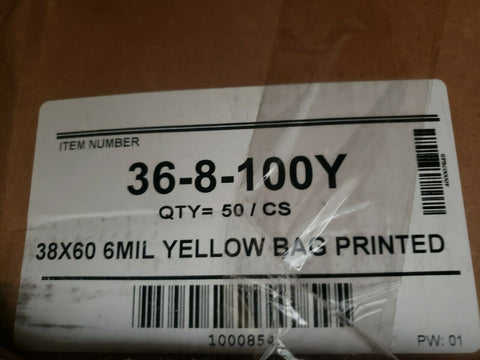 ITEM NUMBER
36-8-100Y
QTY= 50 / CS
38X60 6MIL YELLOW BAG PRINTED
1000854
PW: 01